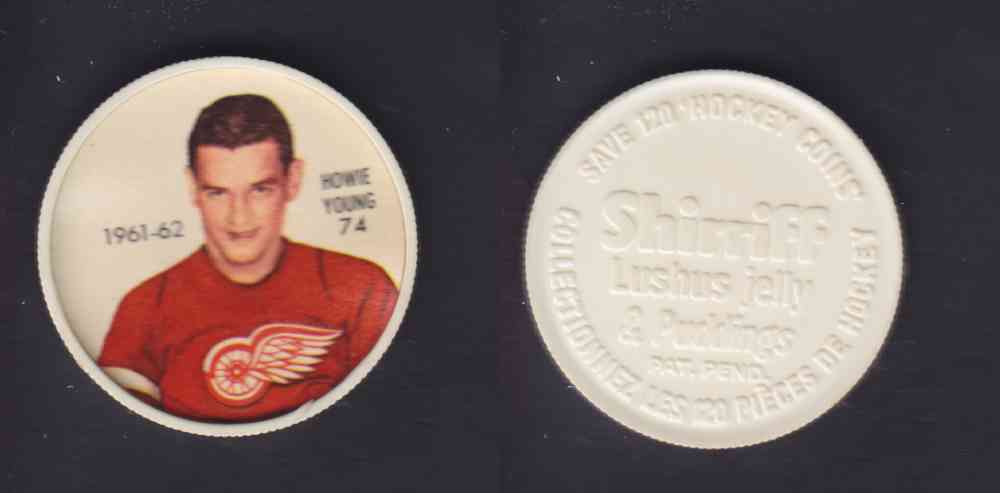 1961-62
HOWIE
YOUNG
74
SAVE 120 HOCKEY COINS
Shirriff
Lushus jelly
& Puddings
PAT. PEND.
COLLECTIONNEZ LES 120 PIÈCES DE HOCKEY